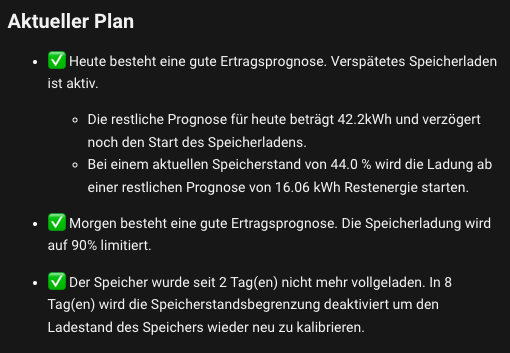 Aktueller Plan
✅ Heute besteht eine gute Ertragsprognose. Verspätetes Speicherladen
ist aktiv.
Die restliche Prognose für heute beträgt 42.2kWh und verzögert
noch den Start des Speicherladens.
Bei einem aktuellen Speicherstand von 44.0 % wird die Ladung ab
einer restlichen Prognose von 16.06 kWh Restenergie starten.
✅ Morgen besteht eine gute Ertragsprognose. Die Speicherladung wird
auf 90% limitiert.
✅ Der Speicher wurde seit 2 Tag(en) nicht mehr vollgeladen. In 8
Tag(en) wird die Speicherstandsbegrenzung deaktiviert um den
Ladestand des Speichers wieder neu zu kalibrieren.